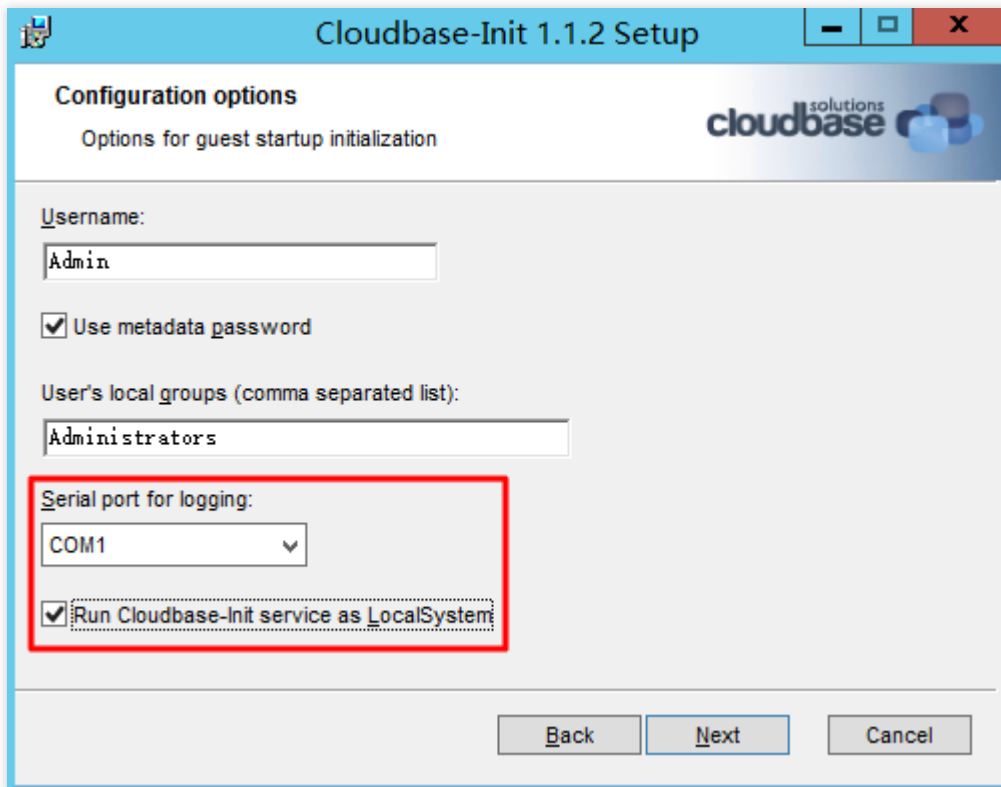 Cloudbase-Init 1.1.2 Setup
Configuration options
Options for guest startup initialization
cloudbase solutions
Username:
Admin
Use metadata password
User's local groups (comma separated list):
Administrators
Serial port for logging:
COM1
Run Cloudbase-Init service as LocalSystem
Back Next Cancel